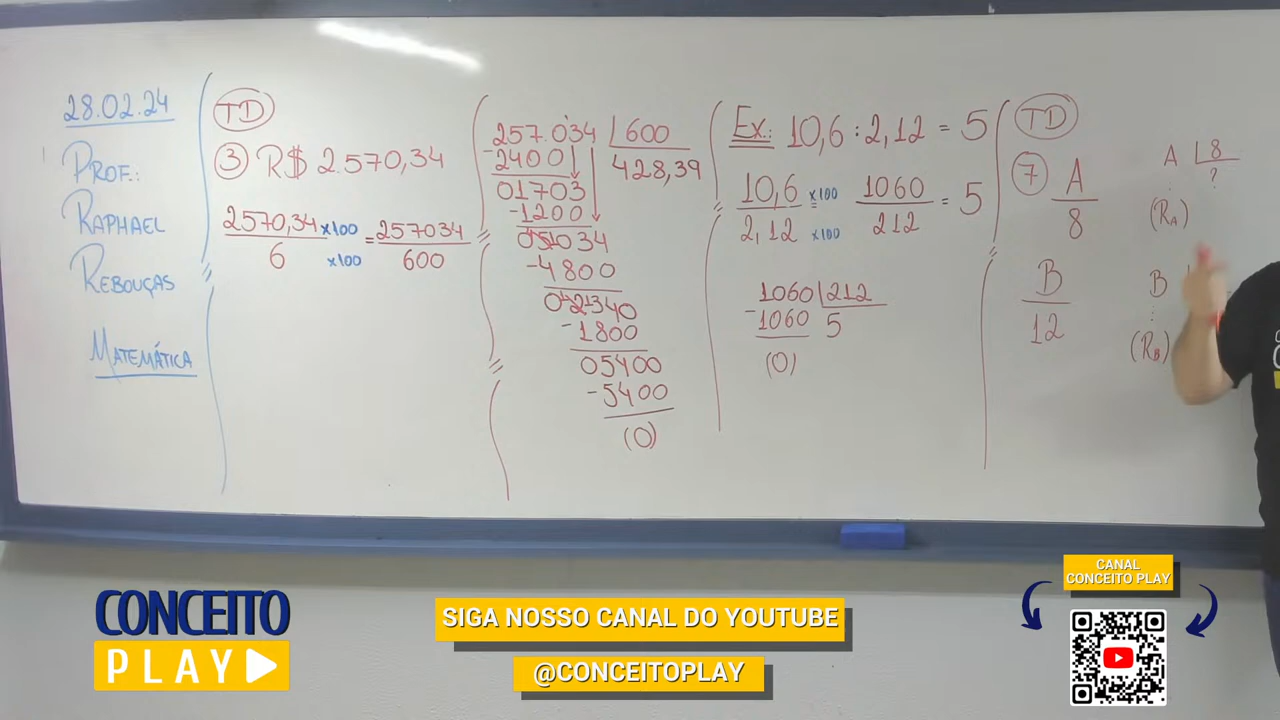 28.02.24
PROF.:
RAPHAEL
REBOUÇAS
MATEMÁTICA
TD
3 R$ 2.570,34
2570,34 x100 = 257034
6 x100 600
257.034 600
-2400 428,39
01703
-1200
051034
-4800
0421340
-1800
05400
-5400
(0)
Ex.: 10,6 : 2,12 = 5
10,6 x100 1060 = 5
2,12 x100 212
1060 212
-1060 5
(0)
TD
7 A
8
A 8
?
(RA)
B
12
B
(RB)
CONCEITO
PLAY
SIGA NOSSO CANAL DO YOUTUBE
@CONCEITOPLAY
CANAL
CONCEITO PLAY